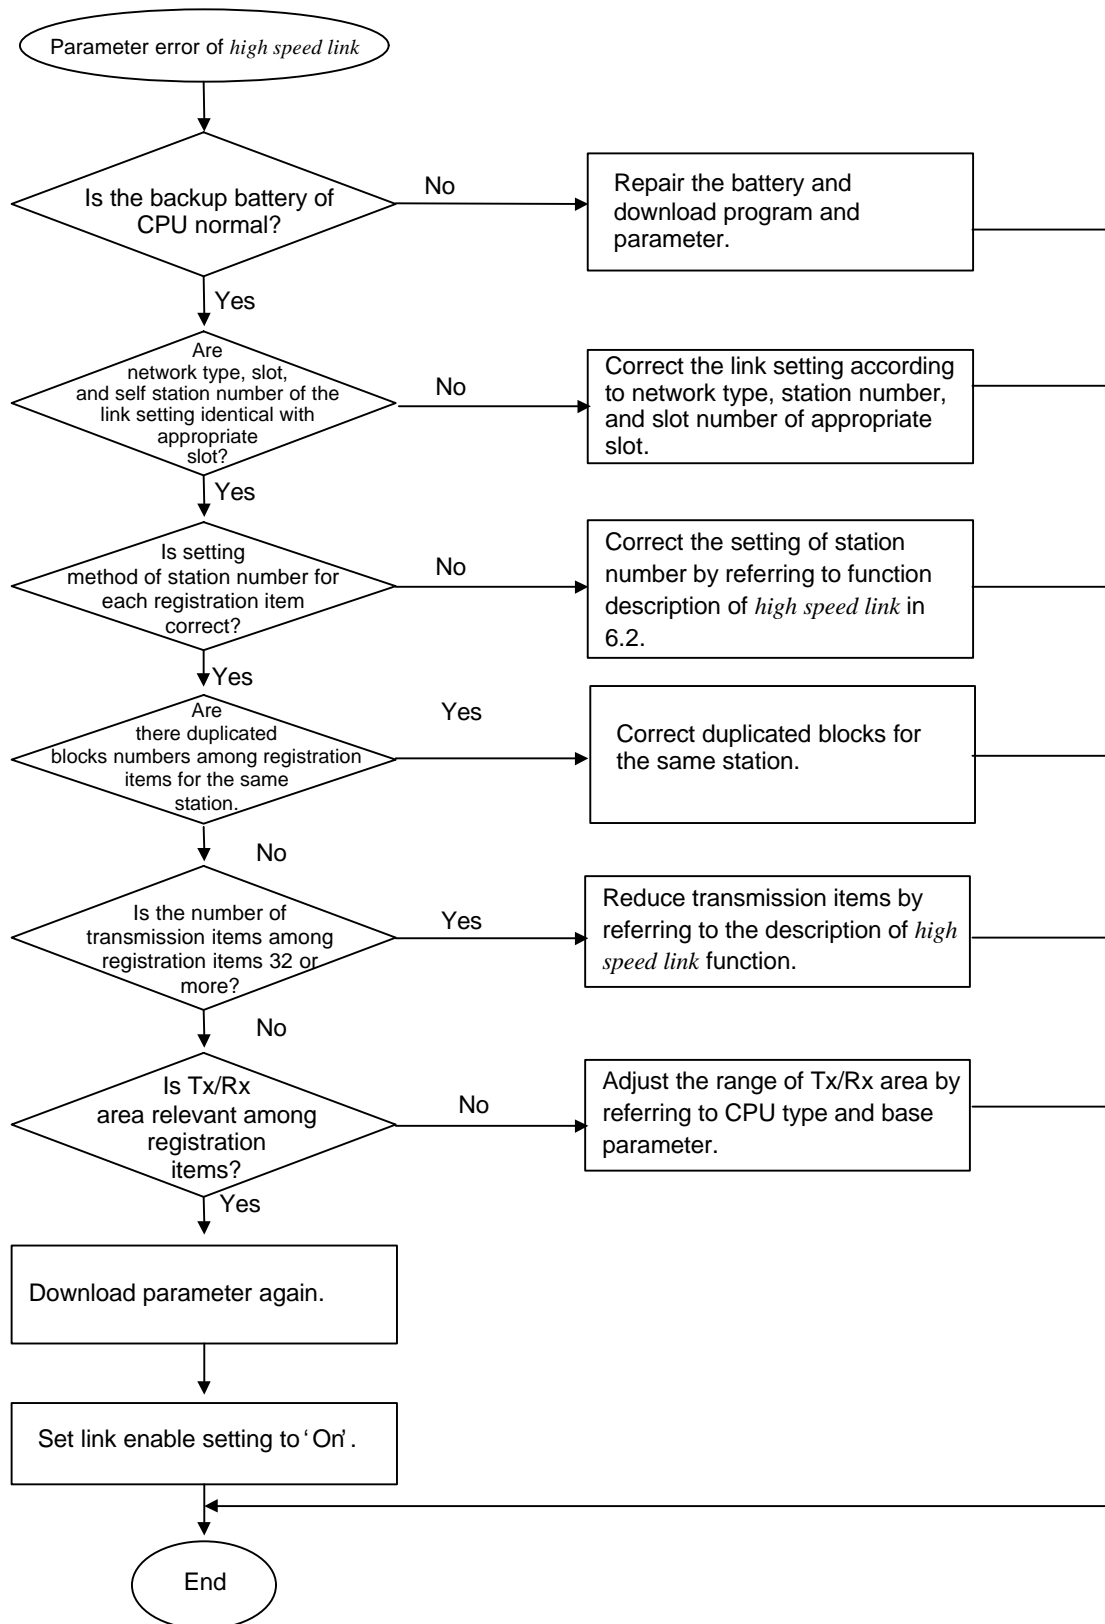 Parameter error of high speed link
Is the backup battery of
CPU normal?
No
Repair the battery and
download program and
parameter.
Yes
Are
network type, slot,
and self station number of the
link setting identical with
appropriate
slot?
No
Correct the link setting according
to network type, station number,
and slot number of appropriate
slot.
Yes
Is setting
method of station number for
each registration item
correct?
No
Correct the setting of station
number by referring to function
description of high speed link in
6.2.
Yes
Are
there duplicated
blocks numbers among registration
items for the same
station.
Yes
Correct duplicated blocks for
the same station.
No
Is the number of
transmission items among
registration items 32 or
more?
Yes
Reduce transmission items by
referring to the description of high
speed link function.
No
Is Tx/Rx
area relevant among
registration
items?
No
Adjust the range of Tx/Rx area by
referring to CPU type and base
parameter.
Yes
Download parameter again.
Set link enable setting to ‘On’.
End